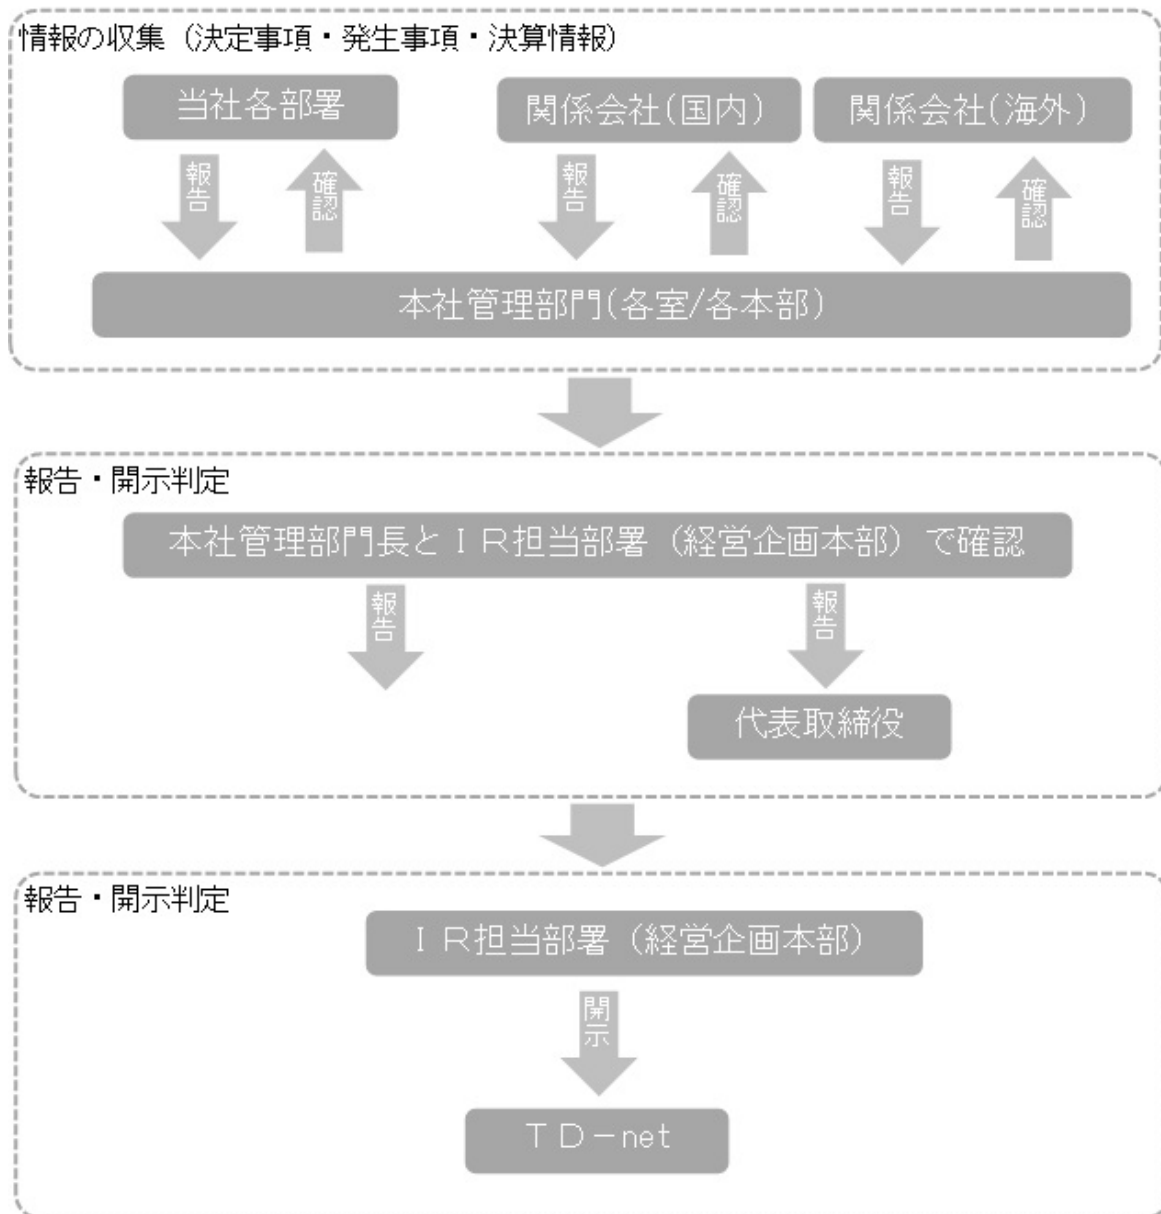 情報の収集（決定事項・発生事項・決算情報）
当社各部署
関係会社(国内)
関係会社(海外)
報告
確認
報告
確認
報告
確認
本社管理部門(各室/各本部)
報告・開示判定
本社管理部門長とＩＲ担当部署（経営企画本部）で確認
報告
報告
代表取締役
報告・開示判定
ＩＲ担当部署（経営企画本部）
開示
ＴＤ－net